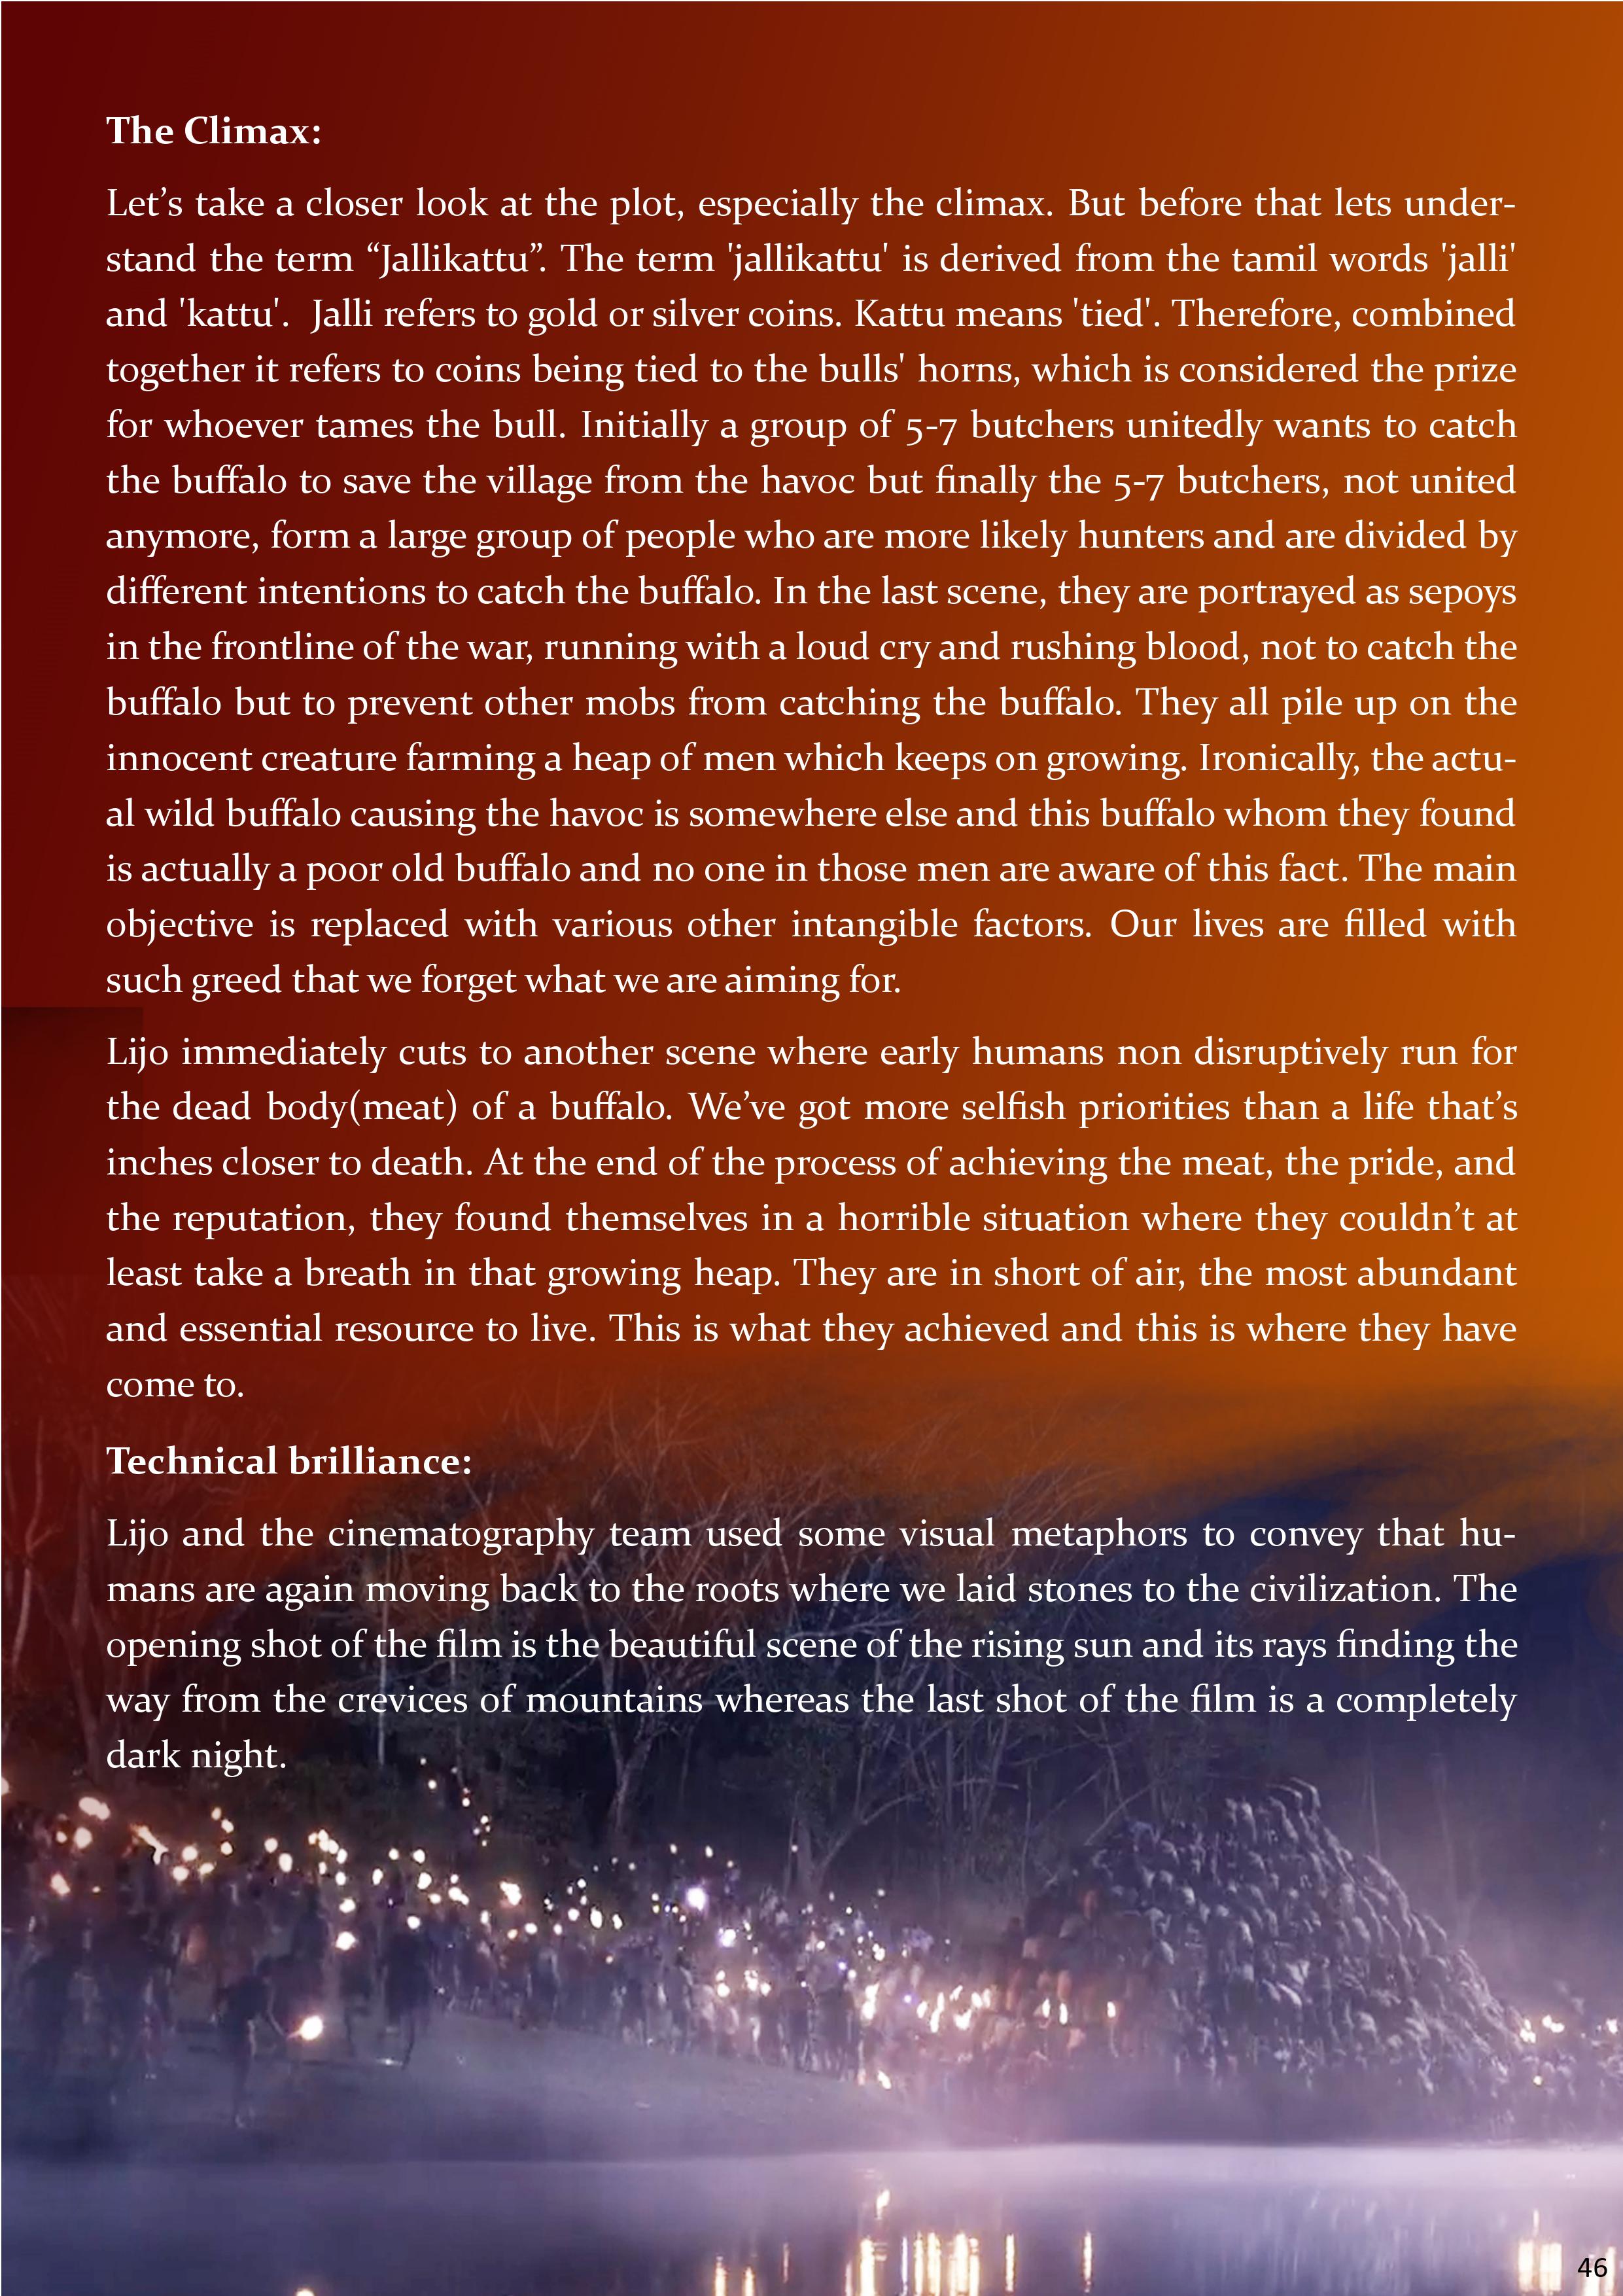 The Climax:
Let’s take a closer look at the plot, especially the climax. But before that lets under-
stand the term “Jallikattu”. The term 'jallikattu' is derived from the tamil words 'jalli'
and 'kattu'.  Jalli refers to gold or silver coins. Kattu means 'tied'. Therefore, combined
together it refers to coins being tied to the bulls' horns, which is considered the prize
for whoever tames the bull. Initially a group of 5-7 butchers unitedly wants to catch
the buffalo to save the village from the havoc but finally the 5-7 butchers, not united
anymore, form a large group of people who are more likely hunters and are divided by
different intentions to catch the buffalo. In the last scene, they are portrayed as sepoys
in the frontline of the war, running with a loud cry and rushing blood, not to catch the
buffalo but to prevent other mobs from catching the buffalo. They all pile up on the
innocent creature farming a heap of men which keeps on growing. Ironically, the actu-
al wild buffalo causing the havoc is somewhere else and this buffalo whom they found
is actually a poor old buffalo and no one in those men are aware of this fact. The main
objective is replaced with various other intangible factors. Our lives are filled with
such greed that we forget what we are aiming for.
Lijo immediately cuts to another scene where early humans non disruptively run for
the dead body(meat) of a buffalo. We’ve got more selfish priorities than a life that’s
inches closer to death. At the end of the process of achieving the meat, the pride, and
the reputation, they found themselves in a horrible situation where they couldn’t at
least take a breath in that growing heap. They are in short of air, the most abundant
and essential resource to live. This is what they achieved and this is where they have
come to.
Technical brilliance:
Lijo and the cinematography team used some visual metaphors to convey that hu-
mans are again moving back to the roots where we laid stones to the civilization. The
opening shot of the film is the beautiful scene of the rising sun and its rays finding the
way from the crevices of mountains whereas the last shot of the film is a completely
dark night.
46